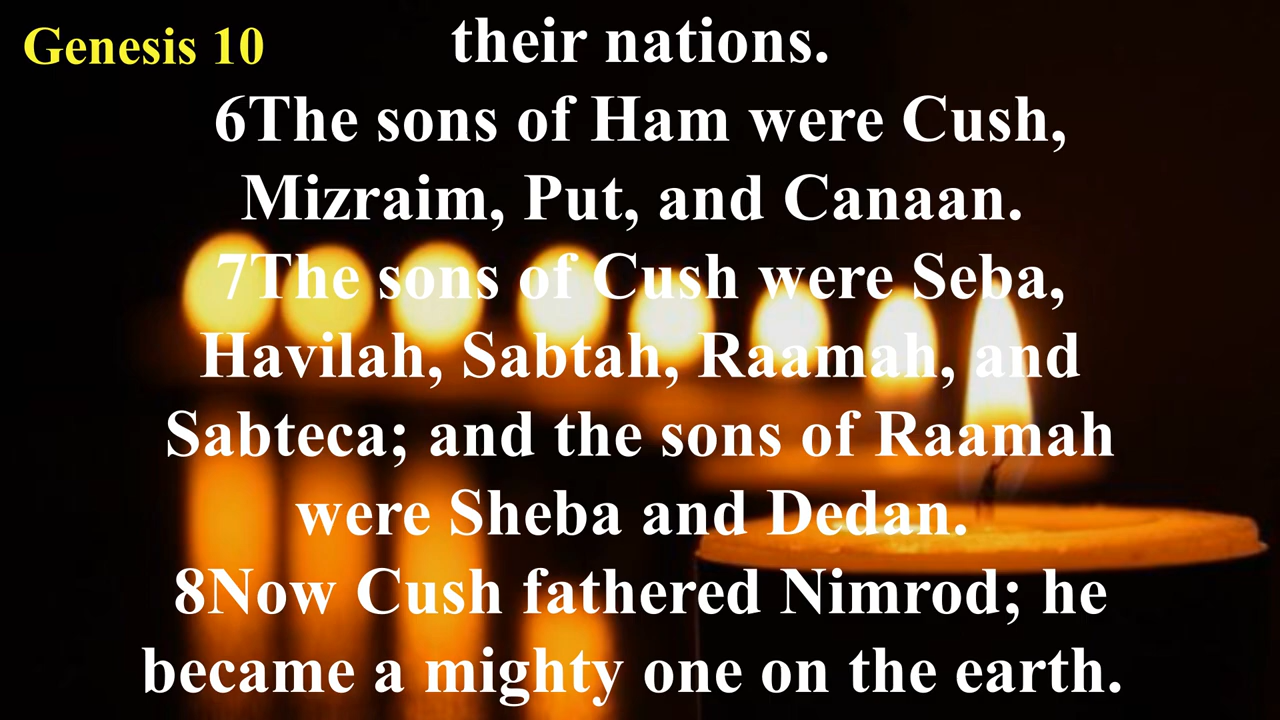 Genesis 10
their nations.
6The sons of Ham were Cush,
Mizraim, Put, and Canaan.
7The sons of Cush were Seba,
Havilah, Sabtah, Raamah, and
Sabteca; and the sons of Raamah
were Sheba and Dedan.
8Now Cush fathered Nimrod; he
became a mighty one on the earth.